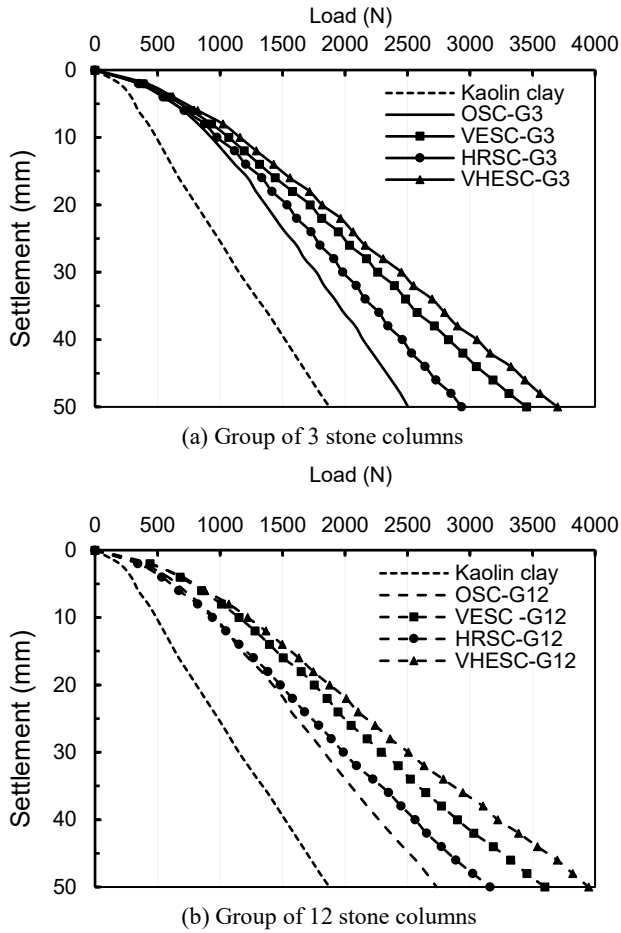 Load (N)
0 500 1000 1500 2000 2500 3000 3500 4000
0
10
20
30
40
50
Settlement (mm)
Kaolin clay
OSC-G3
VESC-G3
HRSC-G3
VHESC-G3
(a) Group of 3 stone columns
Load (N)
0 500 1000 1500 2000 2500 3000 3500 4000
0
10
20
30
40
50
Settlement (mm)
Kaolin clay
OSC-G12
VESC -G12
HRSC-G12
VHESC-G12
(b) Group of 12 stone columns